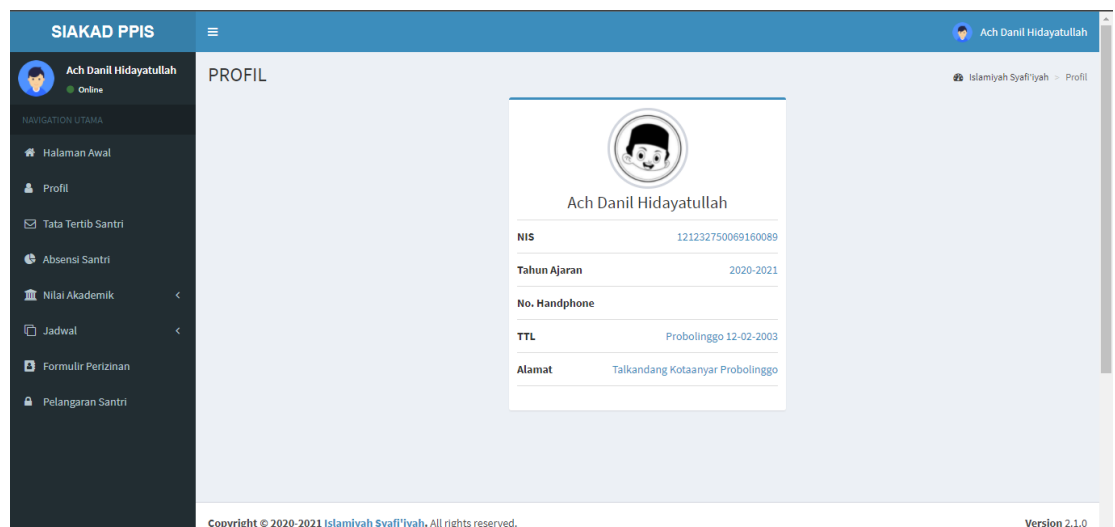 SIAKAD PPIS
Ach Danil Hidayatullah
Ach Danil Hidayatullah
Online
PROFIL
Islamiyah Syafi'iyah > Profil
NAVIGATION UTAMA
Halaman Awal
Profil
Tata Tertib Santri
Absensi Santri
Nilai Akademik
Jadwal
Formulir Perizinan
Pelangaran Santri
Ach Danil Hidayatullah
NIS 121232750069160089
Tahun Ajaran 2020-2021
No. Handphone
TTL Probolinggo 12-02-2003
Alamat Talkandang Kotaanyar Probolinggo
Copyright © 2020-2021 Islamiyah Syafi'iyah. All rights reserved.
Version 2.1.0